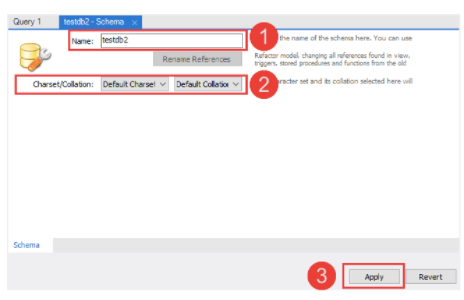 Query 1
testdb2 - Schema ×
Name: testdb2
1
the name of the schema here. You can use
Rename References
Refactor model, changing all references found in view,
triggers, stored procedures and functions from the old
Charset/Collation: Default Charset Default Collation
2
aracter set and its collation selected here will
Schema
3
Apply
Revert